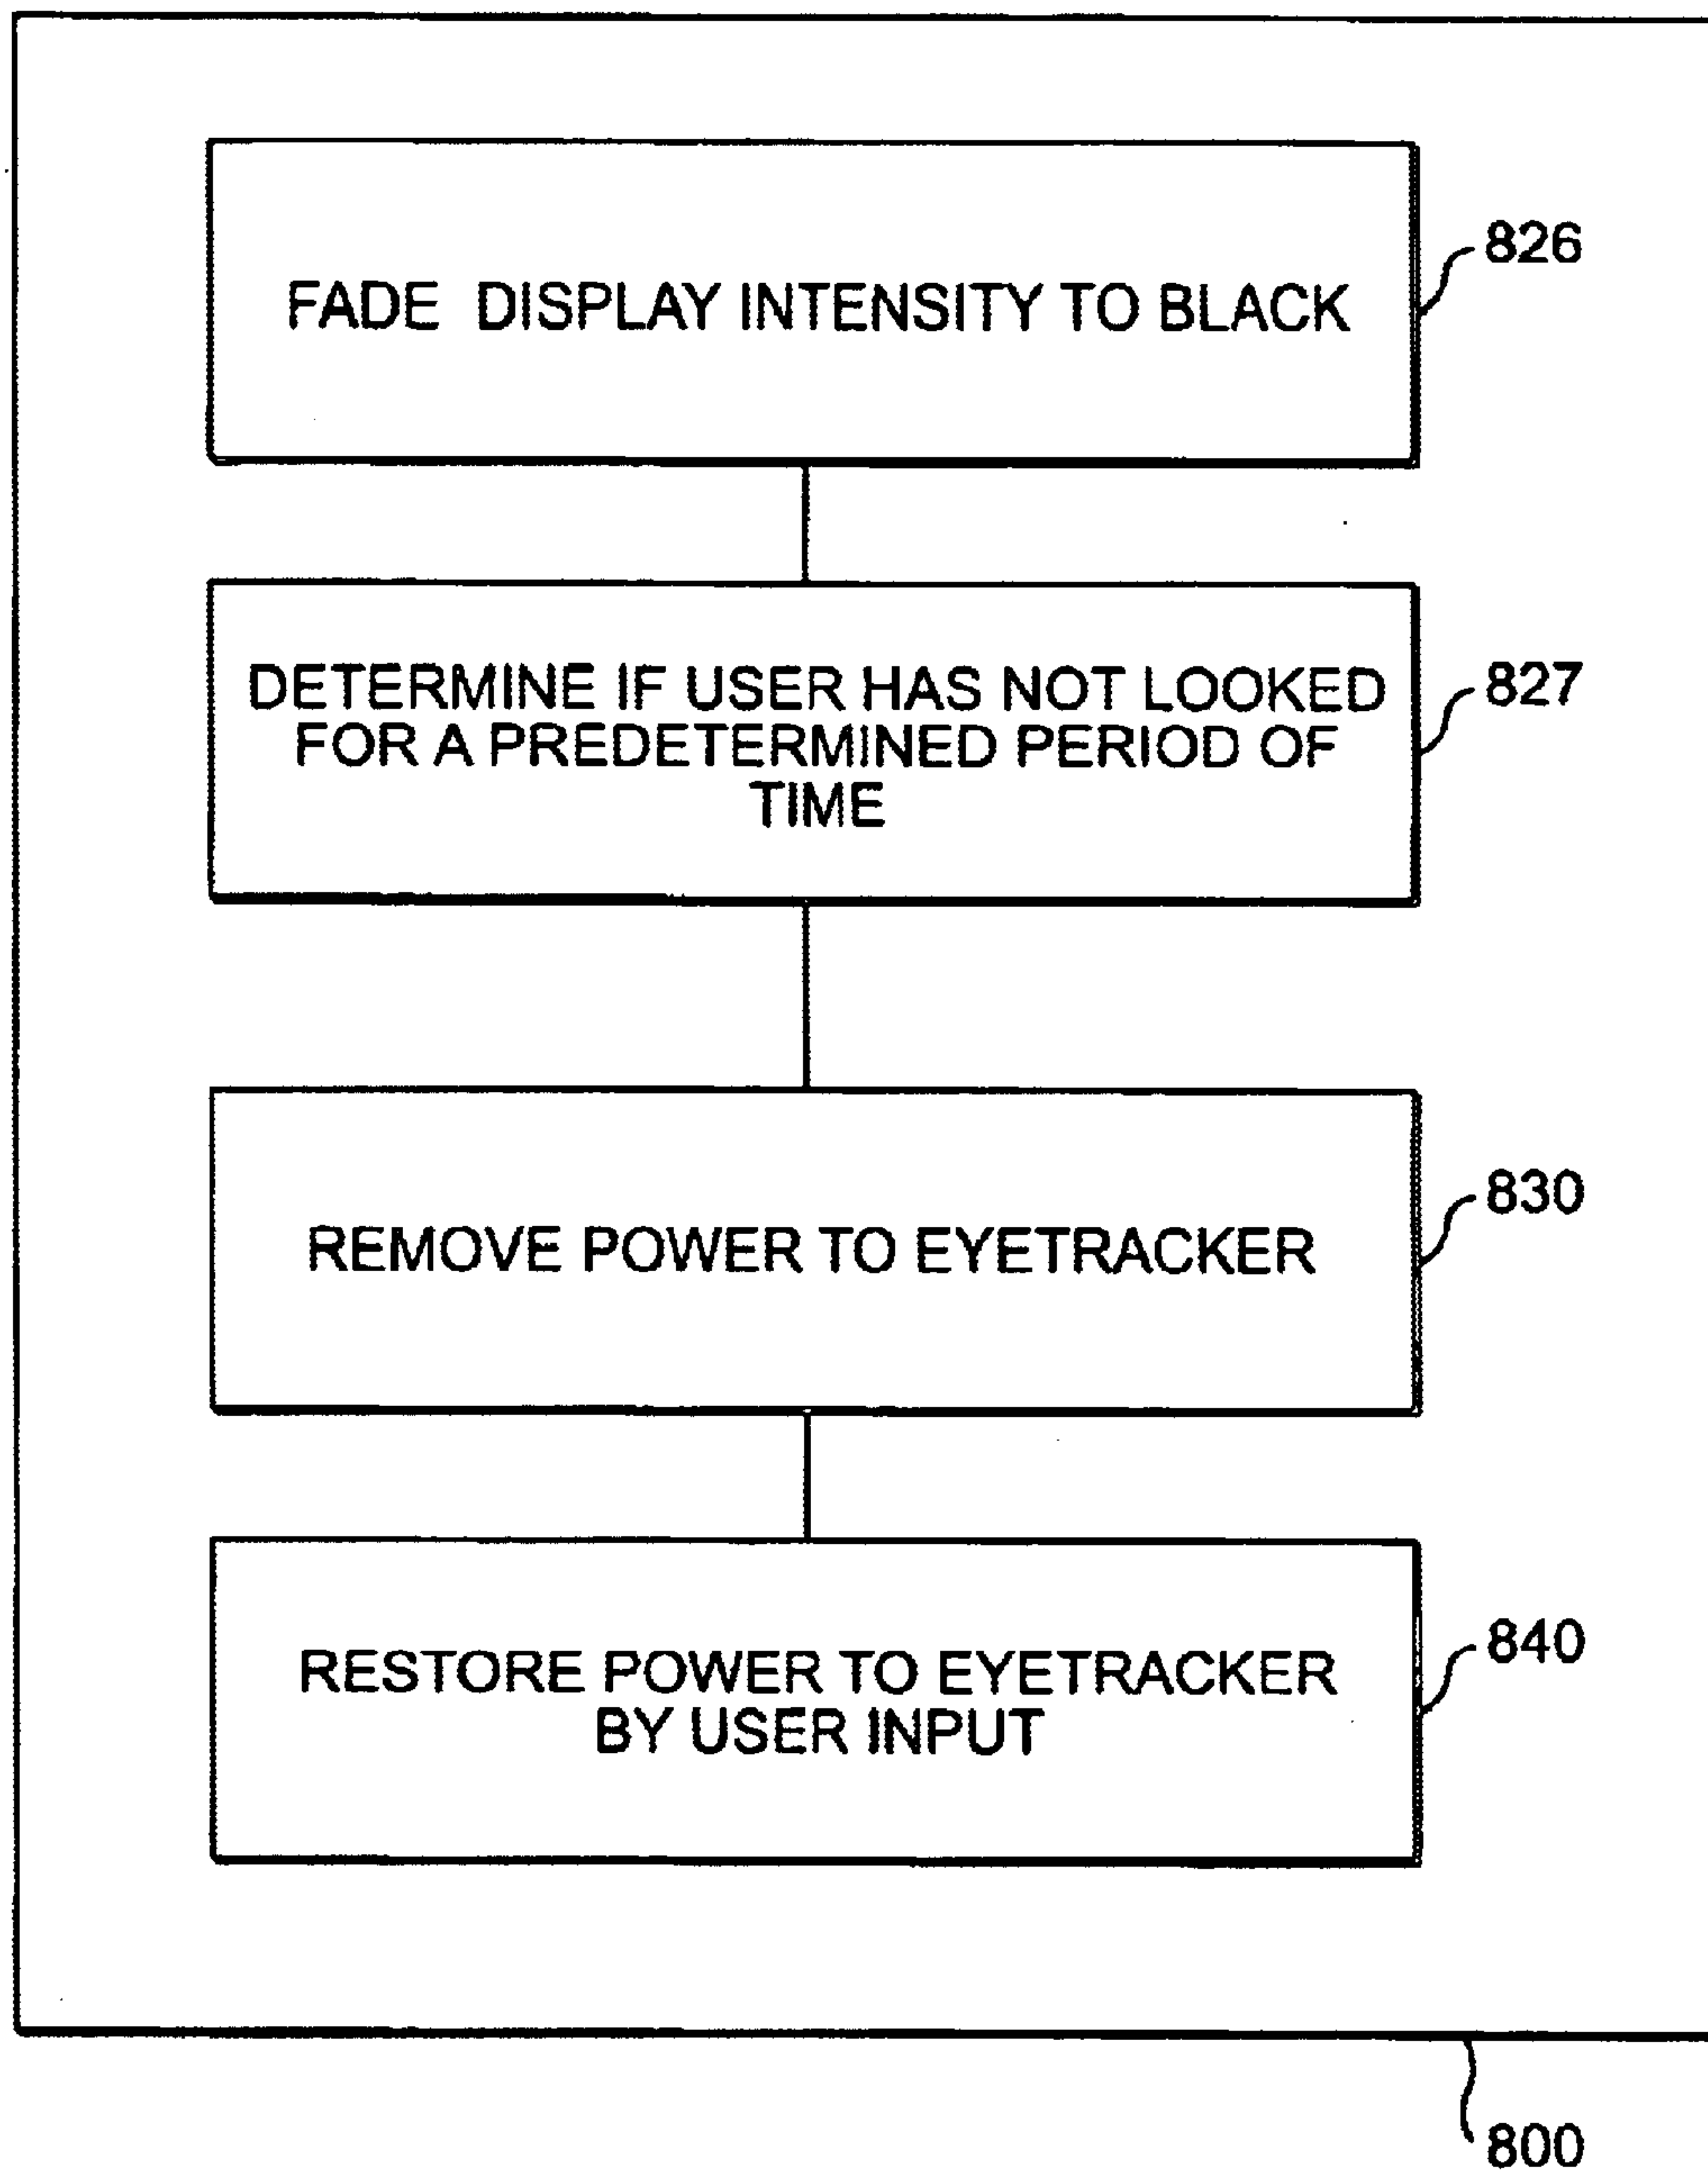 FADE DISPLAY INTENSITY TO BLACK
826
DETERMINE IF USER HAS NOT LOOKED
FOR A PREDETERMINED PERIOD OF
TIME
827
REMOVE POWER TO EYETRACKER
830
RESTORE POWER TO EYETRACKER
BY USER INPUT
840
800